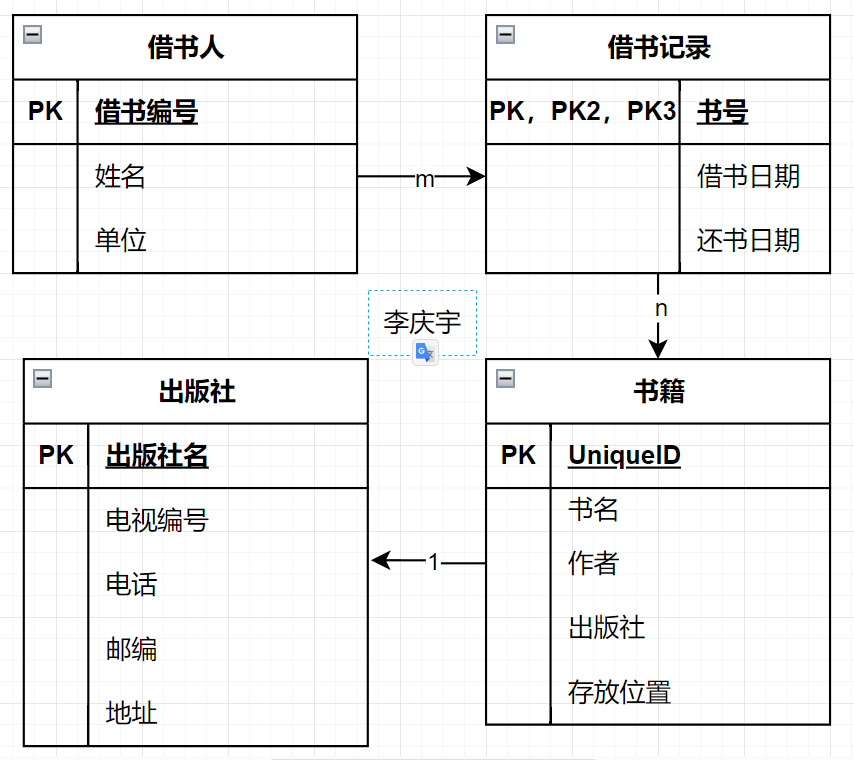 借书人
PK 借书编号
姓名
单位
m
借书记录
PK，PK2，PK3 书号
借书日期
还书日期
n
李庆宇
出版社
PK 出版社名
电视编号
电话
邮编
地址
1
书籍
PK UniqueID
书名
作者
出版社
存放位置